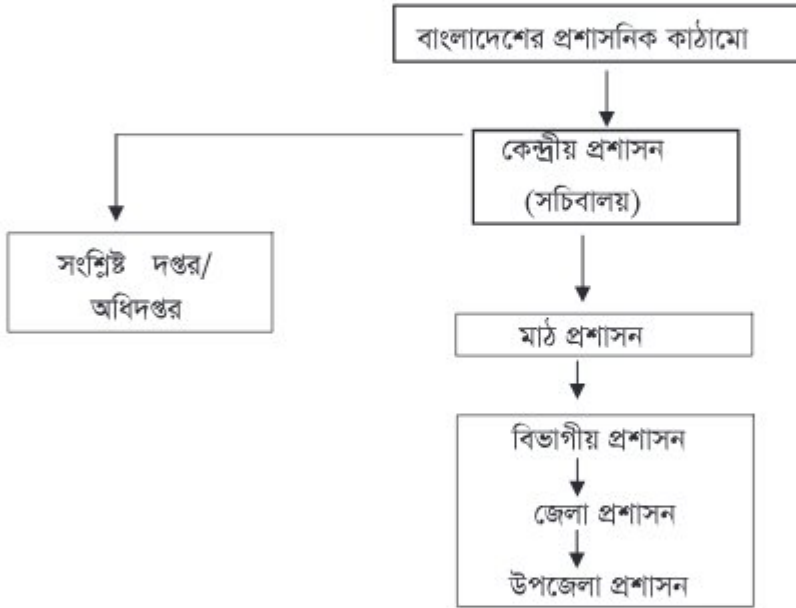 বাংলাদেশের প্রশাসনিক কাঠামো
কেন্দ্রীয় প্রশাসন
(সচিবালয়)
সংশ্লিষ্ট দপ্তর/
অধিদপ্তর
মাঠ প্রশাসন
বিভাগীয় প্রশাসন
জেলা প্রশাসন
উপজেলা প্রশাসন